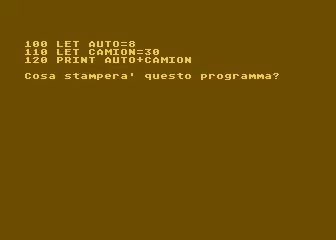 100 LET AUTO=8
110 LET CAMION=30
120 PRINT AUTO+CAMION
Cosa stampera' questo programma?